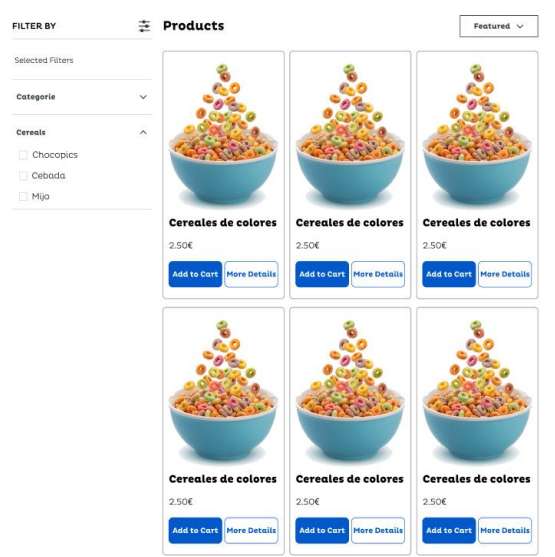 FILTER BY
Products
Featured
Selected Filters
Categorie
Cereals
Chocopics
Cebada
Mijo
Cereales de colores Cereales de colores Cereales de colores
2.50€ 2.50€ 2.50€
Add to Cart More Details Add to Cart More Details Add to Cart More Details
Cereales de colores Cereales de colores Cereales de colores
2.50€ 2.50€ 2.50€
Add to Cart More Details Add to Cart More Details Add to Cart More Details